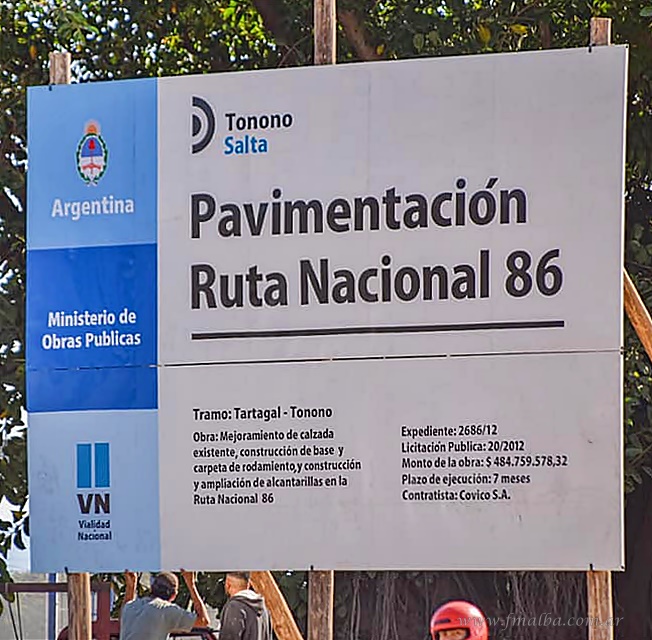 Tonono
Salta
Argentina
Pavimentación
Ruta Nacional 86
Ministerio de
Obras Publicas
Tramo: Tartagal - Tonono
Obra: Mejoramiento de calzada
existente, construcción de base y
carpeta de rodamiento,y construcción
y ampliación de alcantarillas en la
Ruta Nacional 86
Expediente: 2686/12
Licitación Publica: 20/2012
Monto de la obra: $ 484.759.578,32
Plazo de ejecución: 7 meses
Contratista: Covico S.A.
VN
Vialidad
Nacional
www.fmalba.com.ar